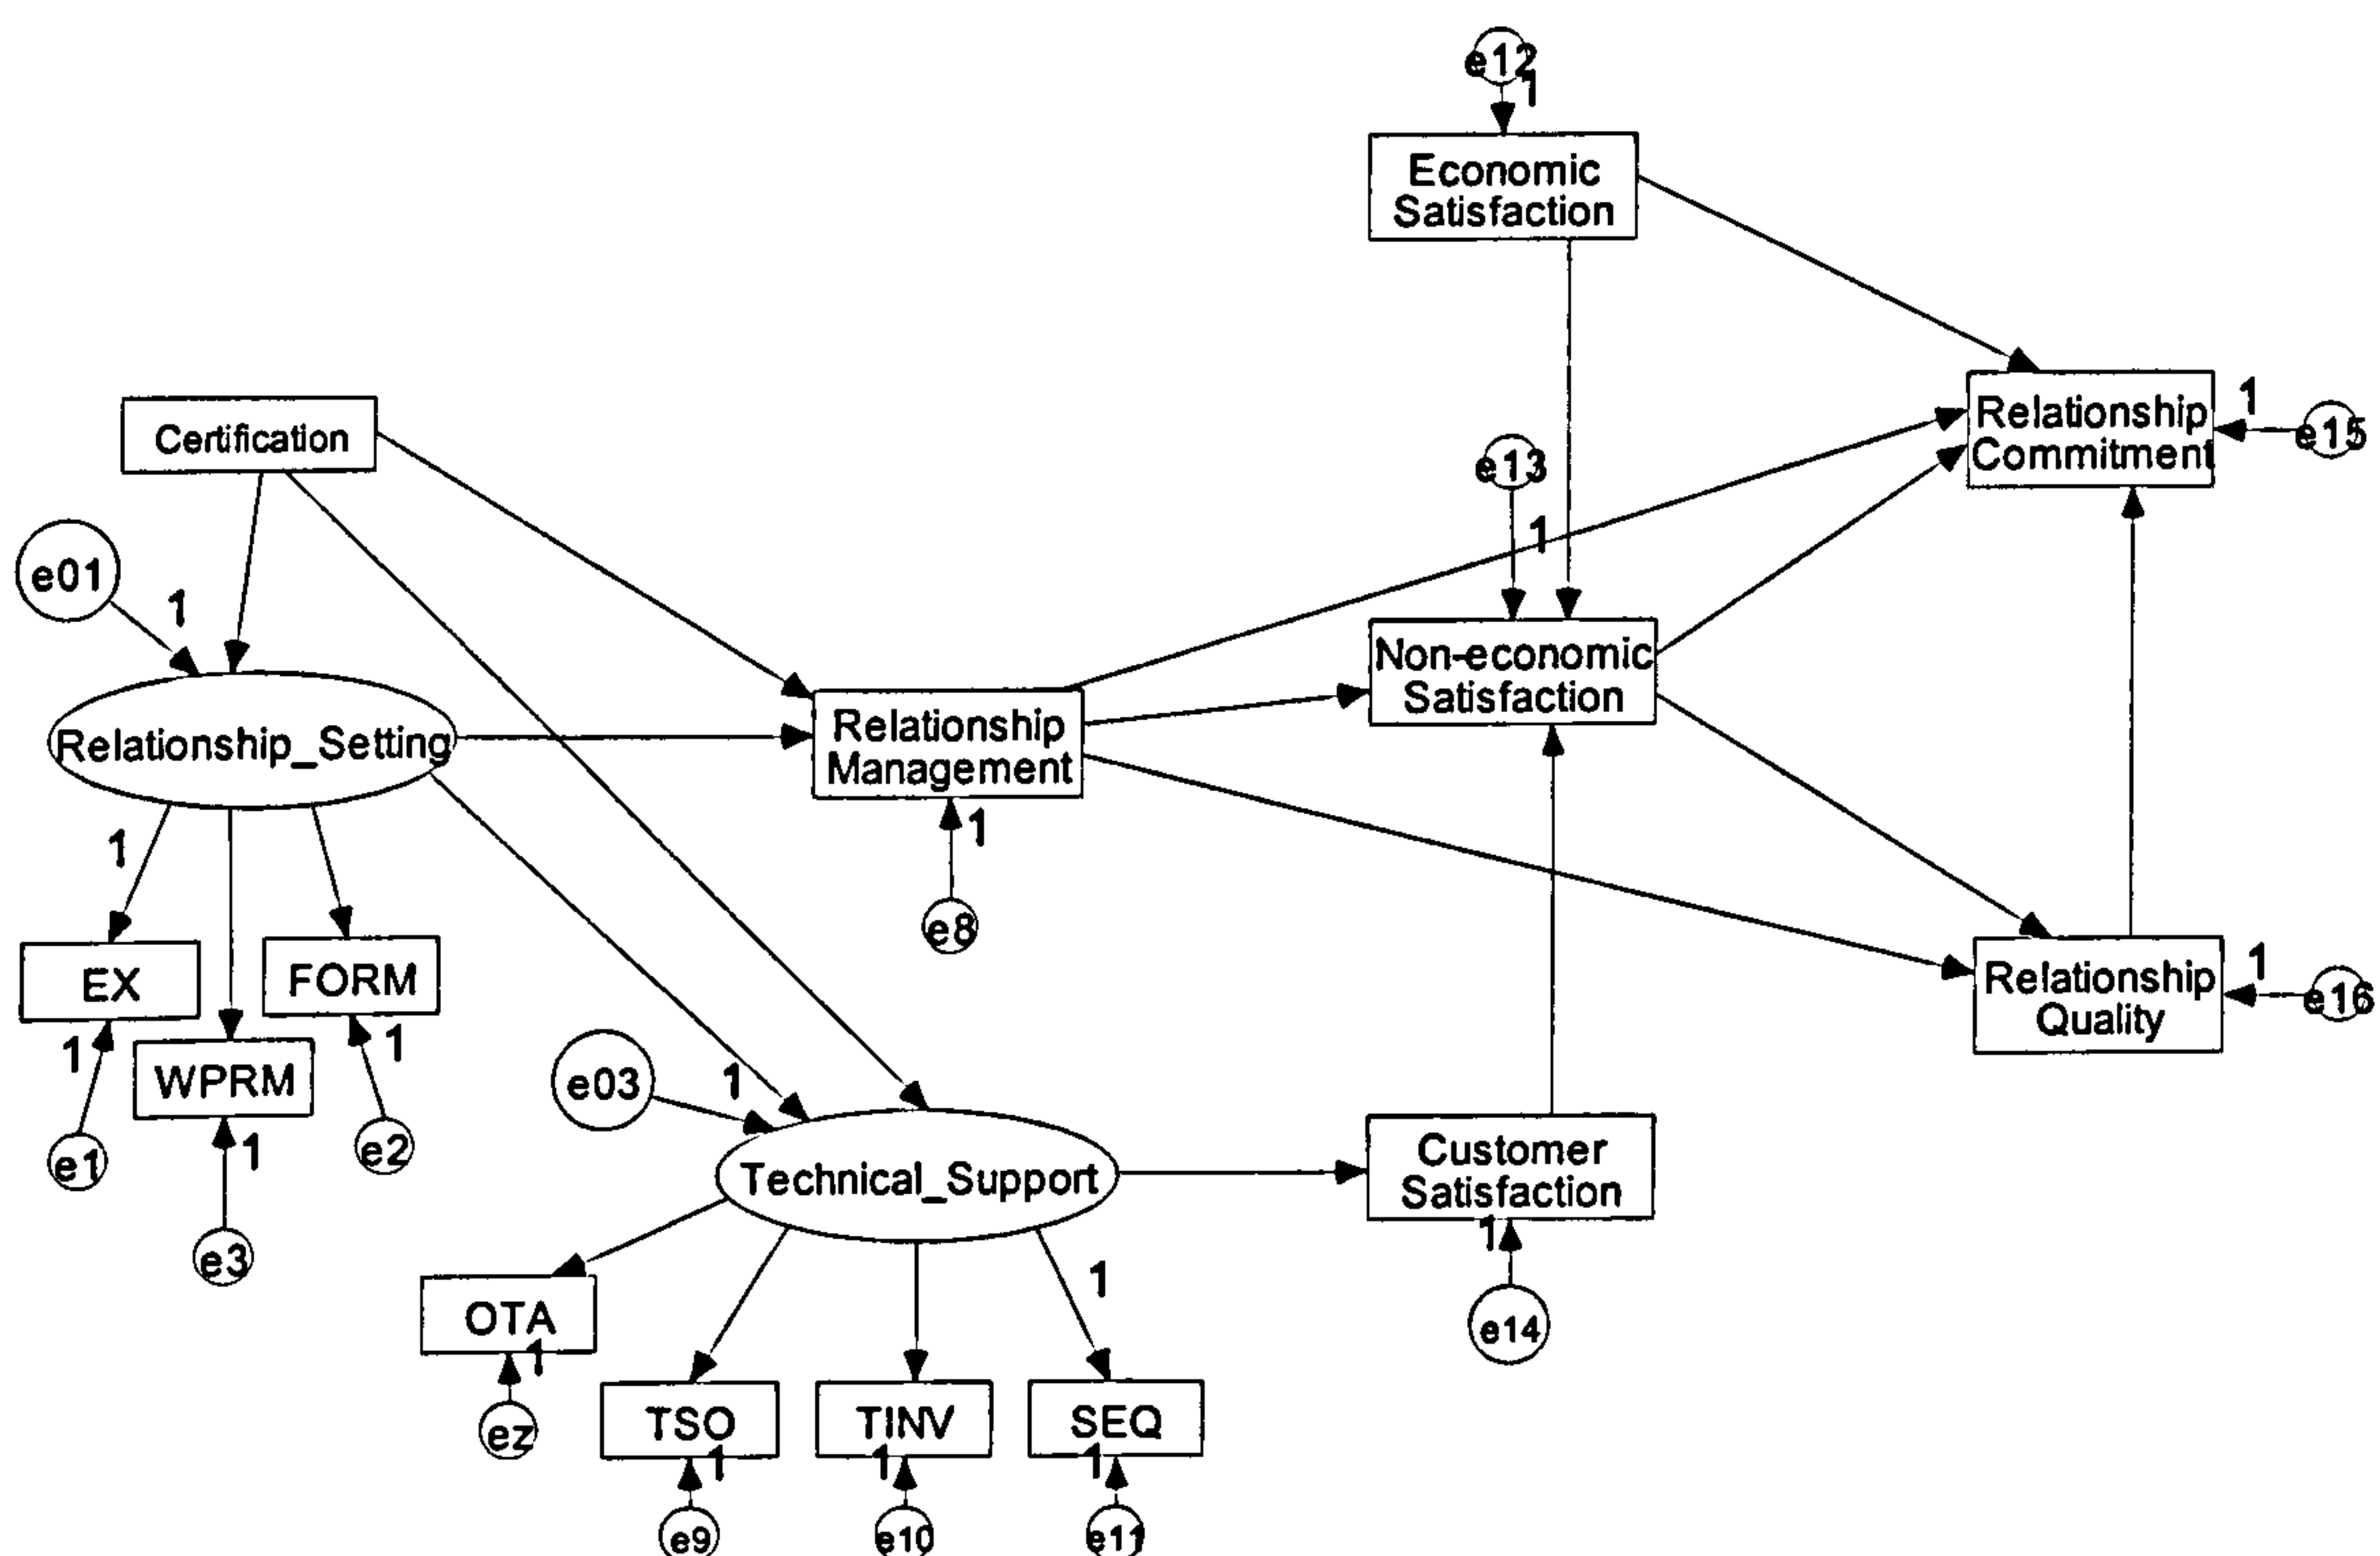 e12
1
Economic
Satisfaction
Certification
Relationship
Commitment
1
e15
e13
1
e01
1
Relationship_Setting
Relationship
Management
Non-economic
Satisfaction
1
e8
1
EX
FORM
WPRM
1
1
1
e1
e2
e3
Relationship
Quality
1
e16
e03
1
Technical_Support
Customer
Satisfaction
1
e14
1
OTA
1
ez
TSO
TINV
SEQ
1
1
1
e9
e10
e11